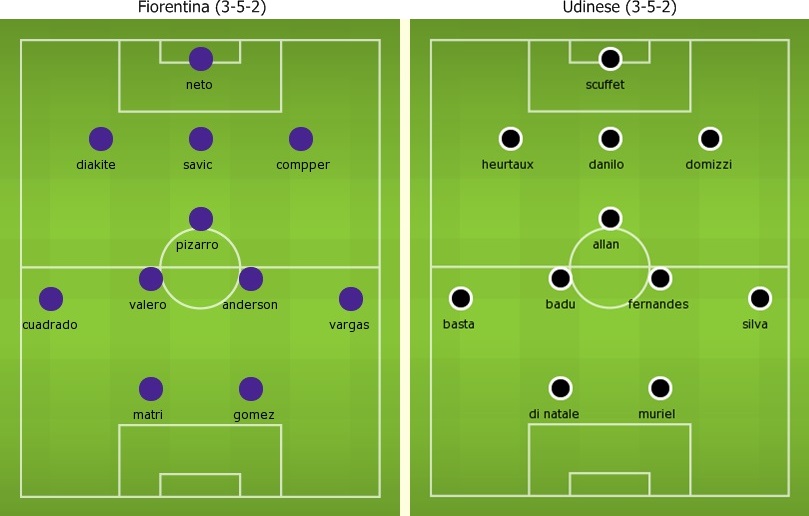 Fiorentina (3-5-2)
neto
diakite savic compper
pizarro
valero anderson
cuadrado vargas
matri gomez
Udinese (3-5-2)
scuffet
heurtaux danilo domizzi
allan
badu fernandes
basta silva
di natale muriel